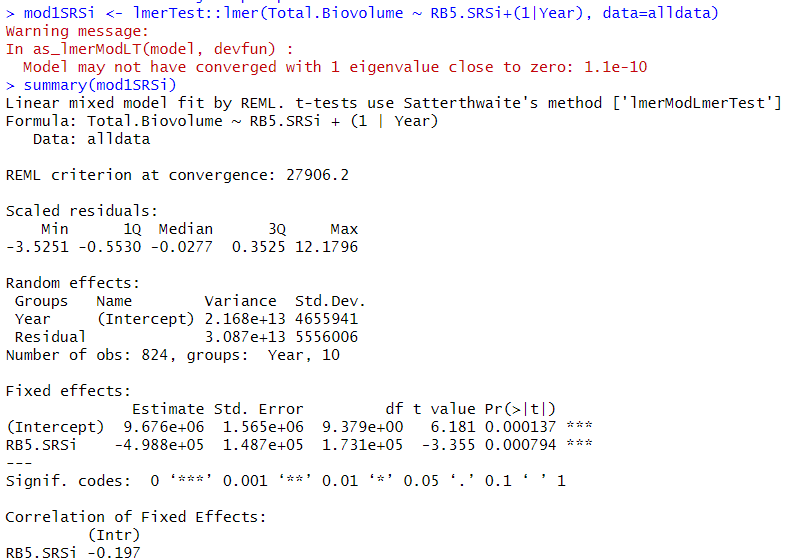 > mod1SRSi <- lmerTest::lmer(Total.Biovolume ~ RB5.SRSi+(1|Year), data=alldata)
Warning message:
In as_lmerModLT(model, devfun) :
  Model may not have converged with 1 eigenvalue close to zero: 1.1e-10
> summary(mod1SRSi)
Linear mixed model fit by REML. t-tests use Satterthwaite's method ['lmerModLmerTest']
Formula: Total.Biovolume ~ RB5.SRSi + (1 | Year)
   Data: alldata
REML criterion at convergence: 27906.2
Scaled residuals:
    Min      1Q  Median      3Q     Max
-3.5251 -0.5530 -0.0277  0.3525 12.1796
Random effects:
 Groups   Name        Variance  Std.Dev.
 Year     (Intercept) 2.168e+13 4655941
 Residual             3.087e+13 5556006
Number of obs: 824, groups:  Year, 10
Fixed effects:
              Estimate Std. Error         df t value Pr(>|t|)
(Intercept)  9.676e+06  1.565e+06  9.379e+00   6.181 0.000137 ***
RB5.SRSi    -4.988e+05  1.487e+05  1.731e+05  -3.355 0.000794 ***
---
Signif. codes:  0 ‘***’ 0.001 ‘**’ 0.01 ‘*’ 0.05 ‘.’ 0.1 ‘ ’ 1
Correlation of Fixed Effects:
         (Intr)
RB5.SRSi -0.197